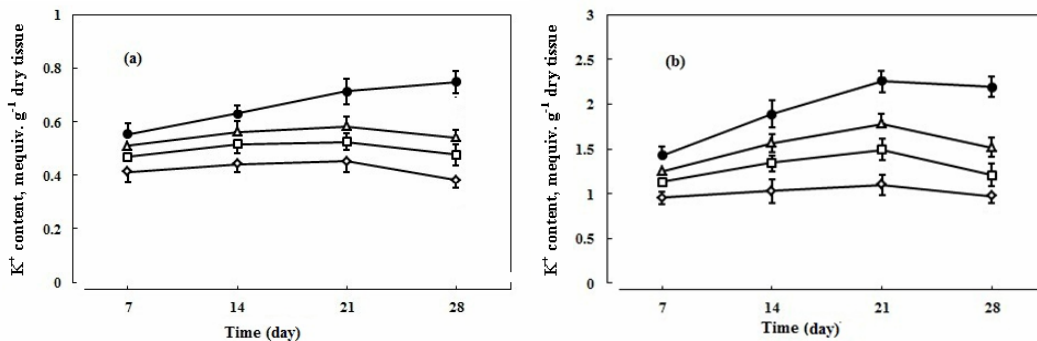 K⁺ content, mequiv. g⁻¹ dry tissue
1
0.8
0.6
0.4
0.2
0
(a)
7 14 21 28
Time (day)
K⁺ content, mequiv. g⁻¹ dry tissue
3
2.5
2
1.5
1
0.5
0
(b)
7 14 21 28
Time (day)